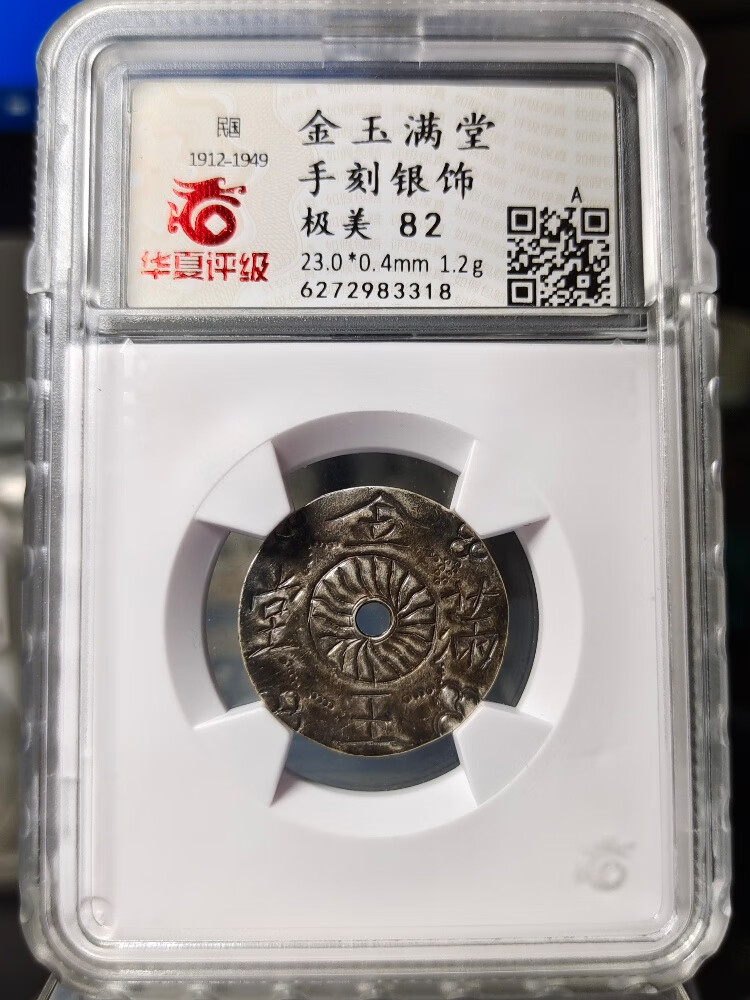 民国
1912-1949
华夏评级
金玉满堂
手刻银饰
极美 82
23.0*0.4mm 1.2g
6272983318
A
金
玉
堂